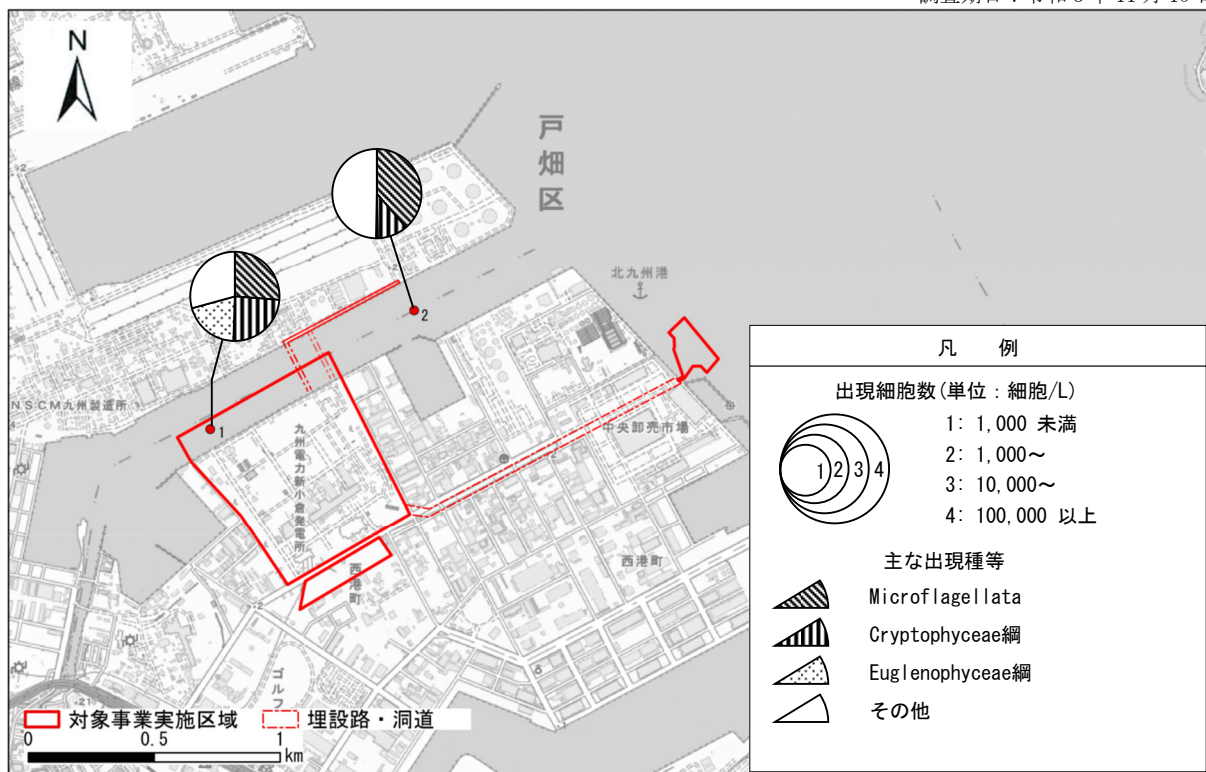 N
戸
畑
区
北九州港
2
1
NSCM九州製造所
九州電力新小倉発電所
中央卸売市場
西港町
西港町
ゴルフ
凡 例
出現細胞数(単位:細胞/L)
1 2 3 4
1: 1,000 未満
2: 1,000～
3: 10,000～
4: 100,000 以上
主な出現種等
Microflagellata
Cryptophyceae綱
Euglenophyceae綱
その他
対象事業実施区域
埋設路・洞道
0 0.5 1
km